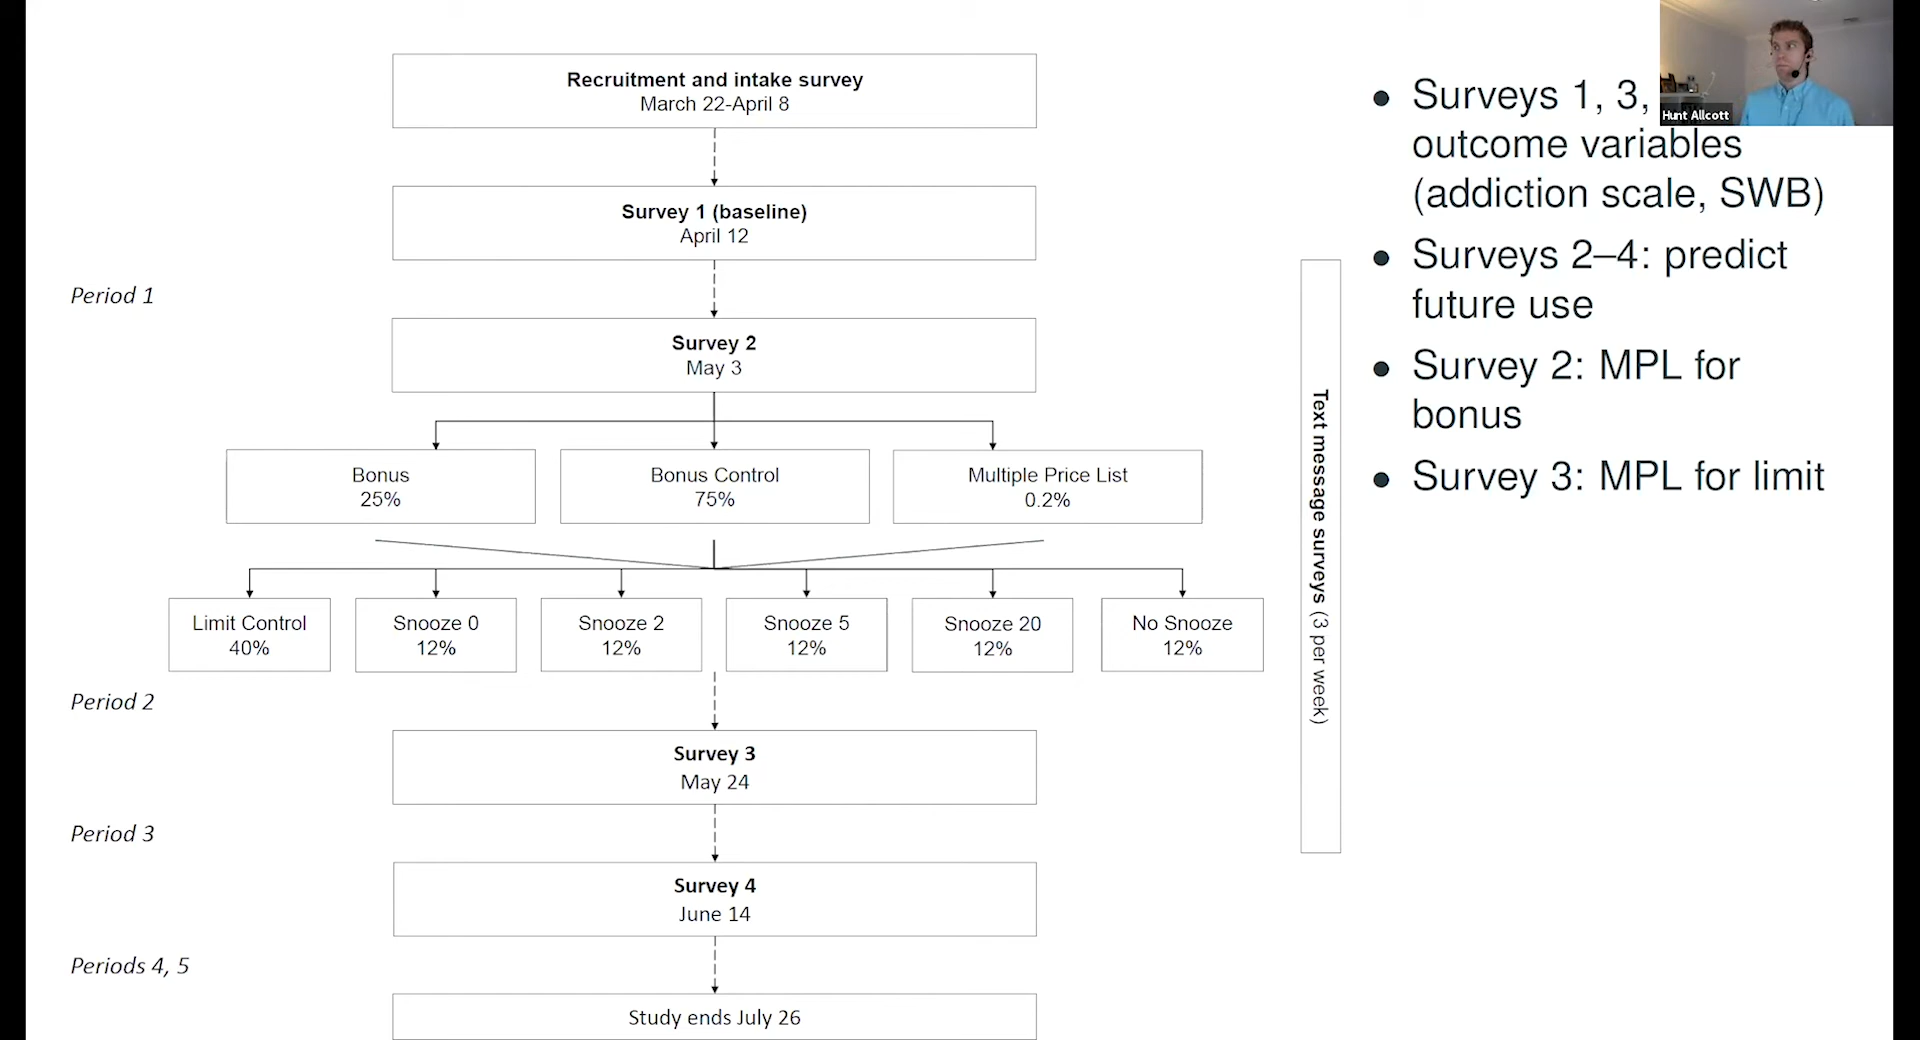 Recruitment and intake survey
March 22-April 8
Survey 1 (baseline)
April 12
Period 1
Survey 2
May 3
Bonus
25%
Bonus Control
75%
Multiple Price List
0.2%
Limit Control
40%
Snooze 0
12%
Snooze 2
12%
Snooze 5
12%
Snooze 20
12%
No Snooze
12%
Period 2
Survey 3
May 24
Period 3
Survey 4
June 14
Periods 4, 5
Study ends July 26
Text message surveys (3 per week)
• Surveys 1, 3,
outcome variables
(addiction scale, SWB)
• Surveys 2–4: predict
future use
• Survey 2: MPL for
bonus
• Survey 3: MPL for limit
Hunt Allcott